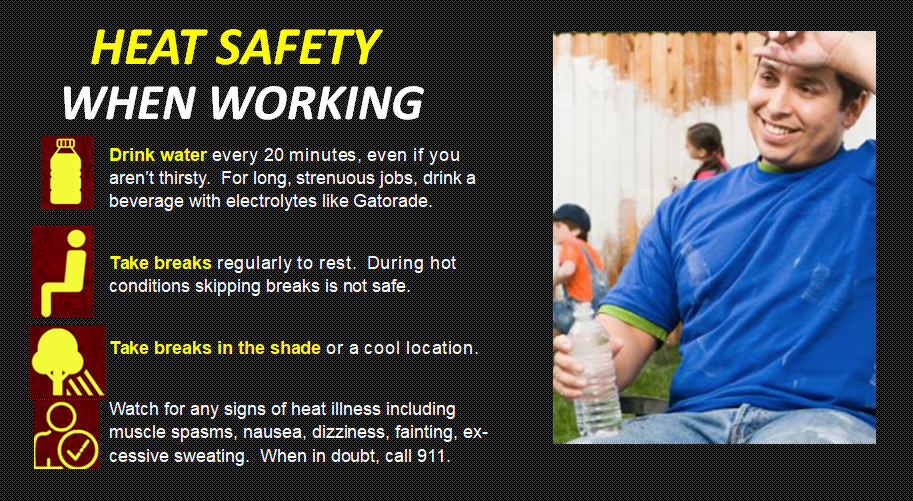 HEAT SAFETY
WHEN WORKING
Drink water every 20 minutes, even if you
aren't thirsty.  For long, strenuous jobs, drink a
beverage with electrolytes like Gatorade.
Take breaks regularly to rest.  During hot
conditions skipping breaks is not safe.
Take breaks in the shade or a cool location.
Watch for any signs of heat illness including
muscle spasms, nausea, dizziness, fainting, ex-
cessive sweating.  When in doubt, call 911.